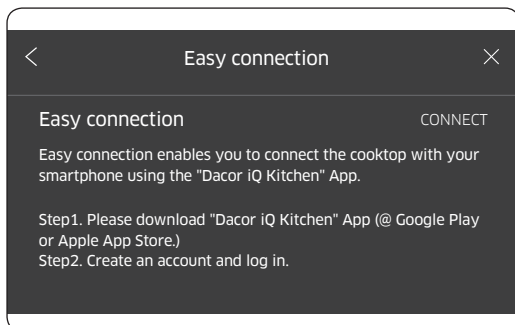 Easy connection
Easy connection CONNECT
Easy connection enables you to connect the cooktop with your
smartphone using the "Dacor iQ Kitchen" App.
Step1. Please download "Dacor iQ Kitchen" App (@ Google Play
or Apple App Store.)
Step2. Create an account and log in.